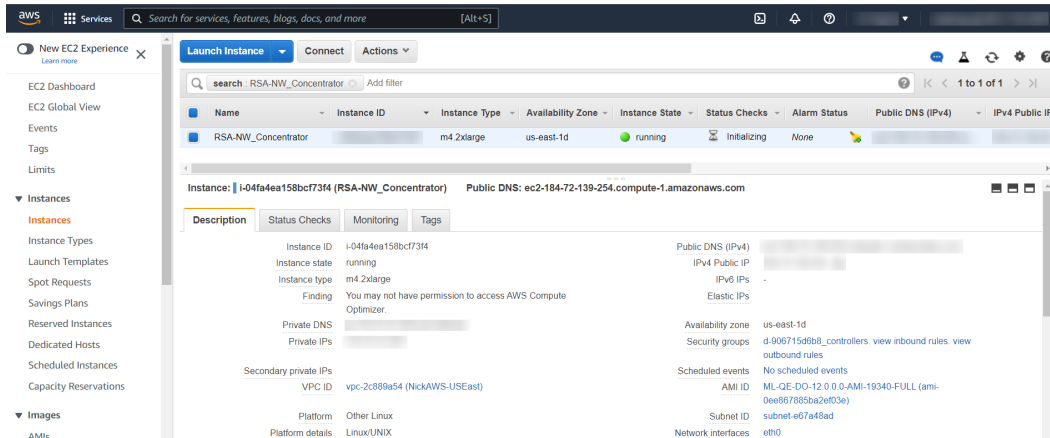 aws Services Search for services, features, blogs, docs, and more [Alt+S]
New EC2 Experience
Learn more
EC2 Dashboard
EC2 Global View
Events
Tags
Limits
Instances
Instances
Instance Types
Launch Templates
Spot Requests
Savings Plans
Reserved Instances
Dedicated Hosts
Scheduled Instances
Capacity Reservations
Images
AMIs
Launch Instance Connect Actions
search : RSA-NW_Concentrator Add filter 1 to 1 of 1
Name Instance ID Instance Type Availability Zone Instance State Status Checks Alarm Status Public DNS (IPv4) IPv4 Public IP
RSA-NW_Concentrator m4.2xlarge us-east-1d running Initializing None
Instance: i-04fa4ea158bcf73f4 (RSA-NW_Concentrator) Public DNS: ec2-184-72-139-254.compute-1.amazonaws.com
Description Status Checks Monitoring Tags
Instance ID i-04fa4ea158bcf73f4 Public DNS (IPv4)
Instance state running IPv4 Public IP
Instance type m4.2xlarge IPv6 IPs -
Finding You may not have permission to access AWS Compute Elastic IPs
Optimizer.
Private DNS Availability zone us-east-1d
Private IPs Security groups d-906715d6b8_controllers. view inbound rules. view
outbound rules
Secondary private IPs Scheduled events No scheduled events
VPC ID vpc-2c889a54 (NickAWS-USEast) AMI ID ML-QE-DO-12.0.0.0-AMI-19340-FULL (ami-
0ee867885ba2ef03e)
Platform Other Linux Subnet ID subnet-e67a48ad
Platform details Linux/UNIX Network interfaces eth0